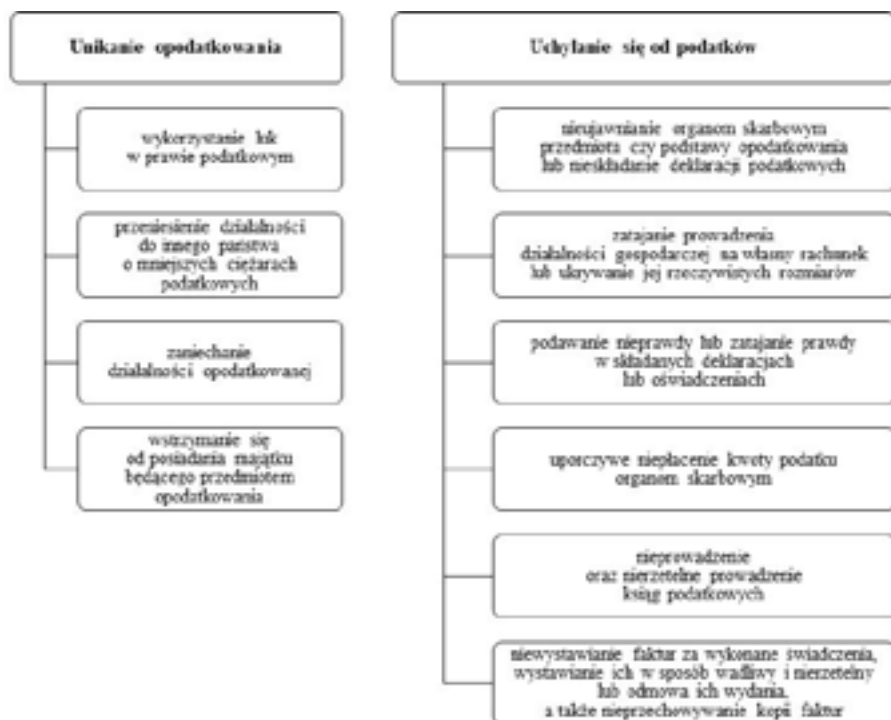 Unikanie opodatkowania
wykorzystanie luk
w prawie podatkowym
przeniesienie działalności
do innego państwa
o mniejszych ciężarach
podatkowych
zaniechanie
działalności opodatkowanej
wstrzymanie się
od posiadania majątku
będącego przedmiotem
opodatkowania
Uchylanie się od podatków
nieujawnianie organom skarbowym
przedmiotu czy podstawy opodatkowania
lub nieskładanie deklaracji podatkowych
zatajanie prowadzenia
działalności gospodarczej na własny rachunek
lub ukrywanie jej rzeczywistych rozmiarów
podawanie nieprawdy lub zatajanie prawdy
w składanych deklaracjach
lub oświadczeniach
uporczywe niepłacenie kwoty podatku
organom skarbowym
nieprowadzenie
oraz nierzetelne prowadzenie
ksiąg podatkowych
niewystawianie faktur za wykonane świadczenia,
wystawianie ich w sposób wadliwy i nierzetelny
lub odmowa ich wydania,
a także nieprzechowywanie kopii faktur